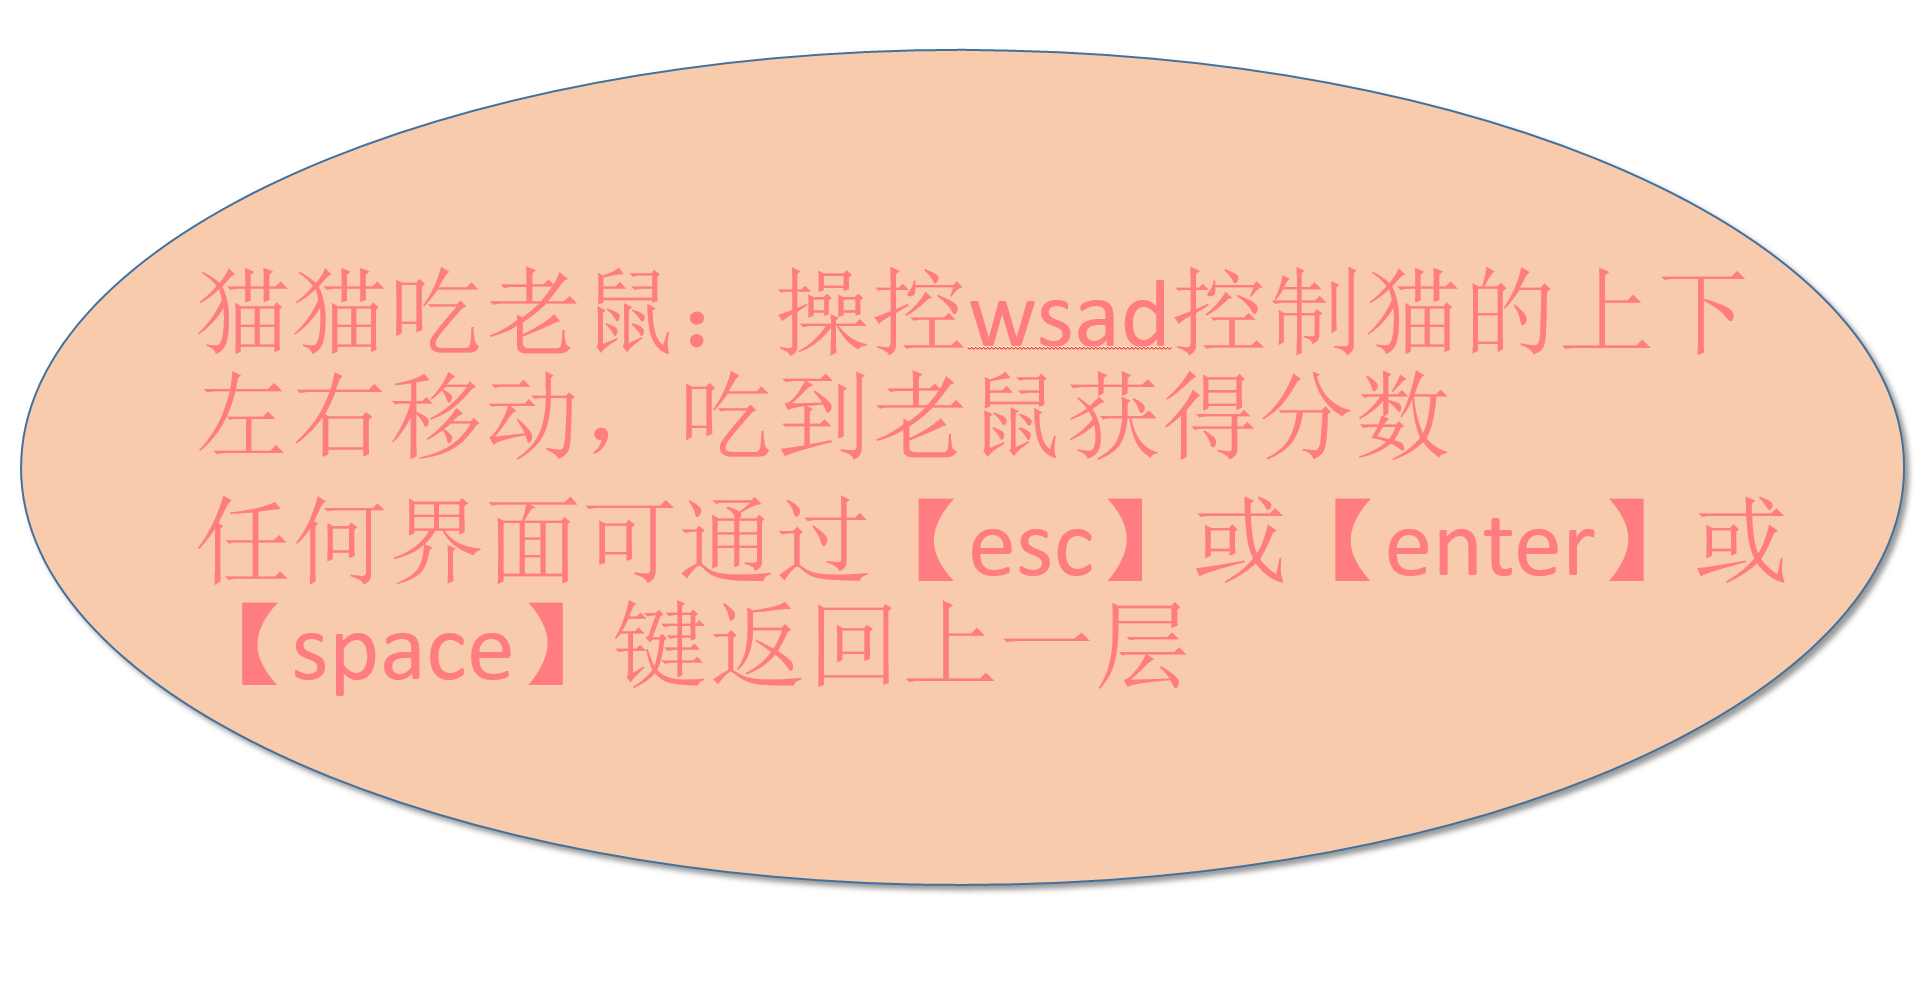 猫猫吃老鼠：操控wsad控制猫的上下
左右移动，吃到老鼠获得分数
任何界面可通过【esc】或【enter】或
【space】键返回上一层